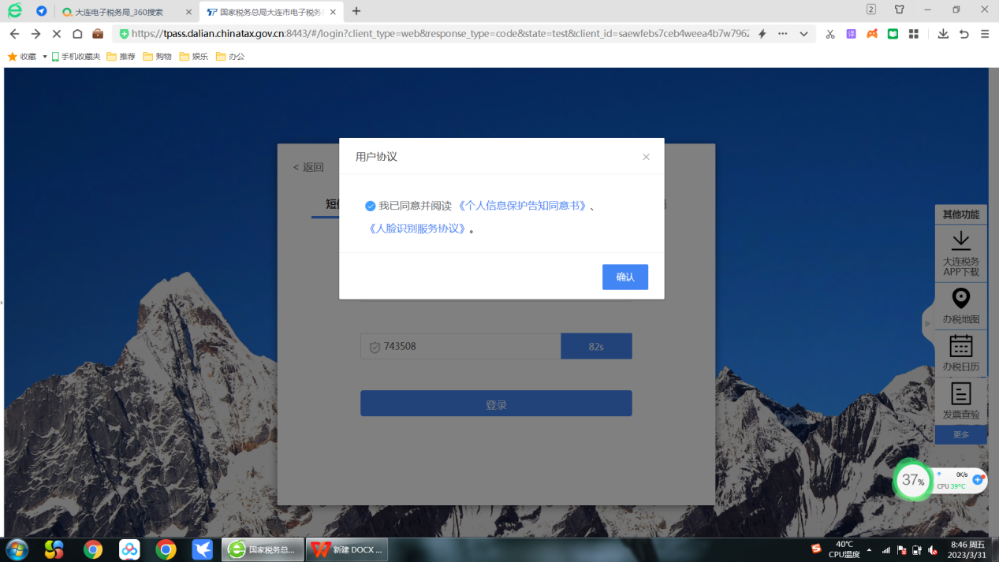 大连电子税务局_360搜索
国家税务总局大连市电子税务
2
https://tpass.dalian.chinatax.gov.cn:8443/#/login?client_type=web&response_type=code&state=test&client_id=saewfebs7ceb4weea4b7w7962
译
收藏 手机收藏夹 推荐 购物 娱乐 办公
用户协议
< 返回
短
我已同意并阅读《个人信息保护告知同意书》、
《人脸识别服务协议》。
确认
743508
82s
登录
其他功能
大连税务
APP下载
办税地图
办税日历
发票查验
更多
37%
0K/s
CPU 39℃
国家税务总...
新建 DOCX ...
40℃
CPU温度
8:46 周五
2023/3/31